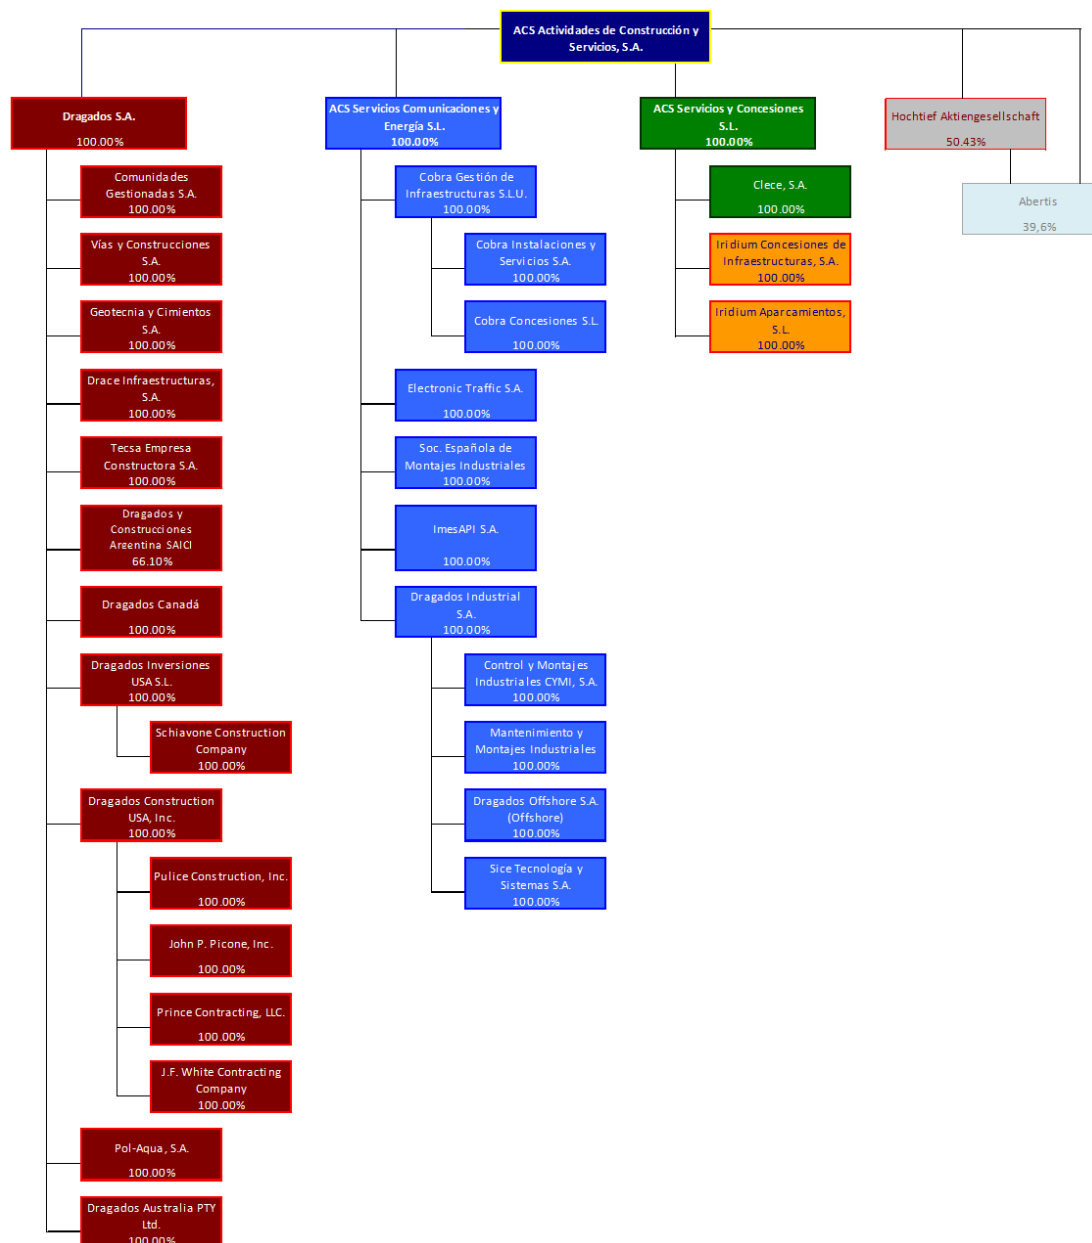 ACS Actividades de Construcción y
Servicios, S.A.
Dragados S.A.
100.00%
Comunidades
Gestionadas S.A.
100.00%
Vías y Construcciones
S.A.
100.00%
Geotecnia y Cimientos
S.A.
100.00%
Drace Infraestructuras,
S.A.
100.00%
Tecsa Empresa
Constructora S.A.
100.00%
Dragados y
Construcciones
Argentina SAICI
66.10%
Dragados Canadá
100.00%
Dragados Inversiones
USA S.L.
100.00%
Schiavone Construction
Company
100.00%
Dragados Construction
USA, Inc.
100.00%
Pulice Construction, Inc.
100.00%
John P. Picone, Inc.
100.00%
Prince Contracting, LLC.
100.00%
J.F. White Contracting
Company
100.00%
Pol-Aqua, S.A.
100.00%
Dragados Australia PTY
Ltd.
100.00%
ACS Servicios Comunicaciones y
Energía S.L.
100.00%
Cobra Gestión de
Infraestructuras S.L.U.
100.00%
Cobra Instalaciones y
Servicios S.A.
100.00%
Cobra Concesiones S.L.
100.00%
Electronic Traffic S.A.
100.00%
Soc. Española de
Montajes Industriales
100.00%
ImesAPI S.A.
100.00%
Dragados Industrial
S.A.
100.00%
Control y Montajes
Industriales CYMI, S.A.
100.00%
Mantenimiento y
Montajes Industriales
100.00%
Dragados Offshore S.A.
(Offshore)
100.00%
Sice Tecnología y
Sistemas S.A.
100.00%
ACS Servicios y Concesiones
S.L.
100.00%
Clece, S.A.
100.00%
Iridium Concesiones de
Infraestructuras, S.A.
100.00%
Iridium Aparcamientos,
S.L.
100.00%
Hochtief Aktiengesellschaft
50.43%
Abertis
39,6%